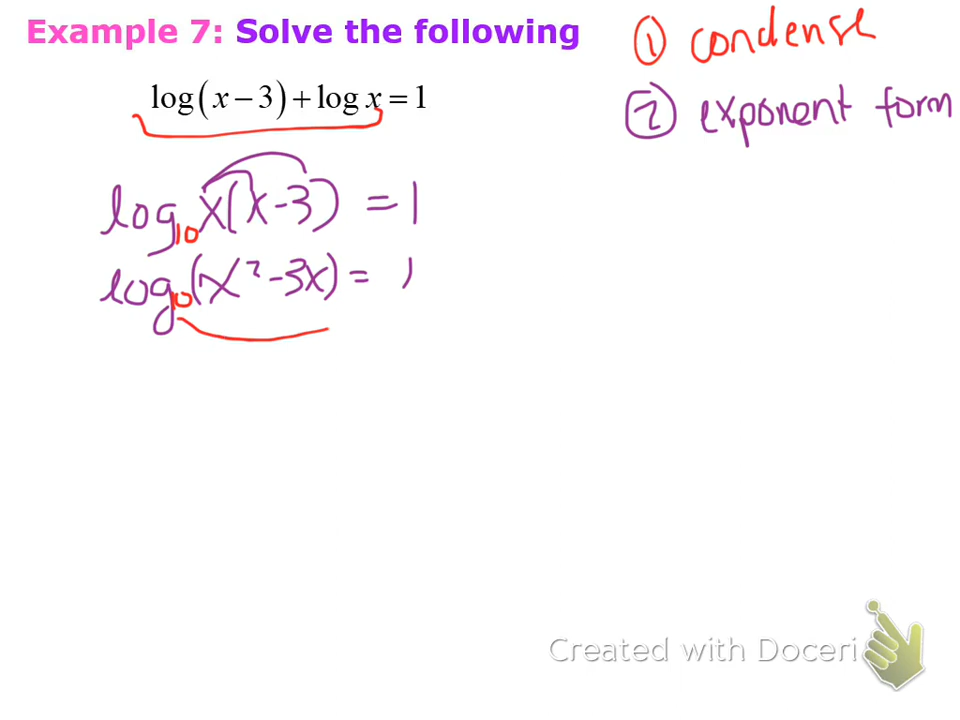 Example 7: Solve the following
① condense
log(x − 3) + log x = 1
② exponent form
log₁₀ x(x-3) = 1
log₁₀(x²-3x) = 1
Created with Doceri